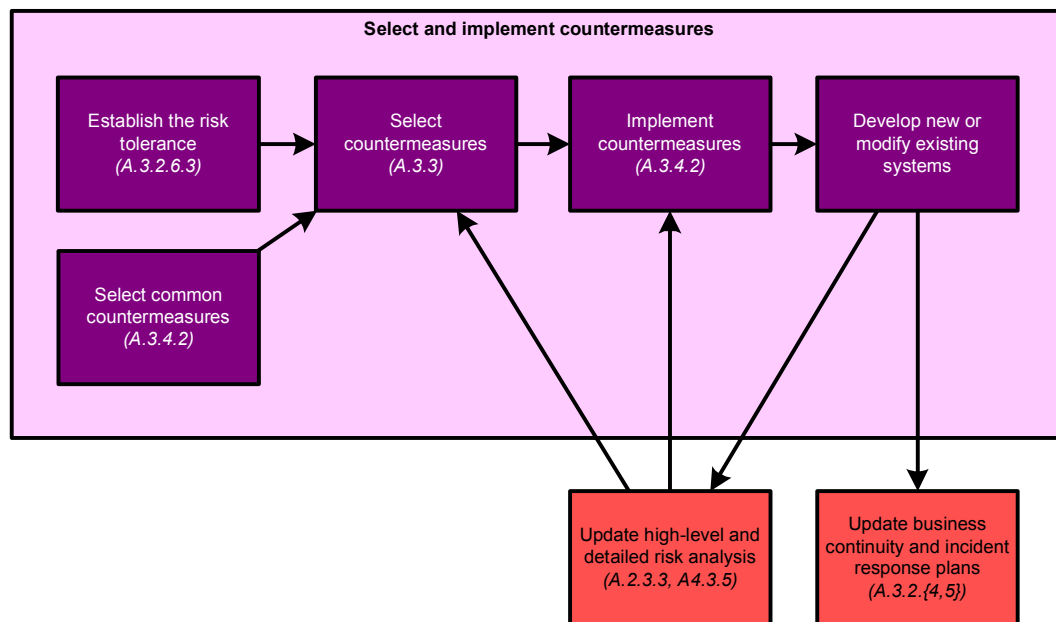 Select and implement countermeasures
Establish the risk
tolerance
(A.3.2.6.3)
Select
countermeasures
(A.3.3)
Implement
countermeasures
(A.3.4.2)
Develop new or
modify existing
systems
Select common
countermeasures
(A.3.4.2)
Update high-level and
detailed risk analysis
(A.2.3.3, A4.3.5)
Update business
continuity and incident
response plans
(A.3.2.{4,5})